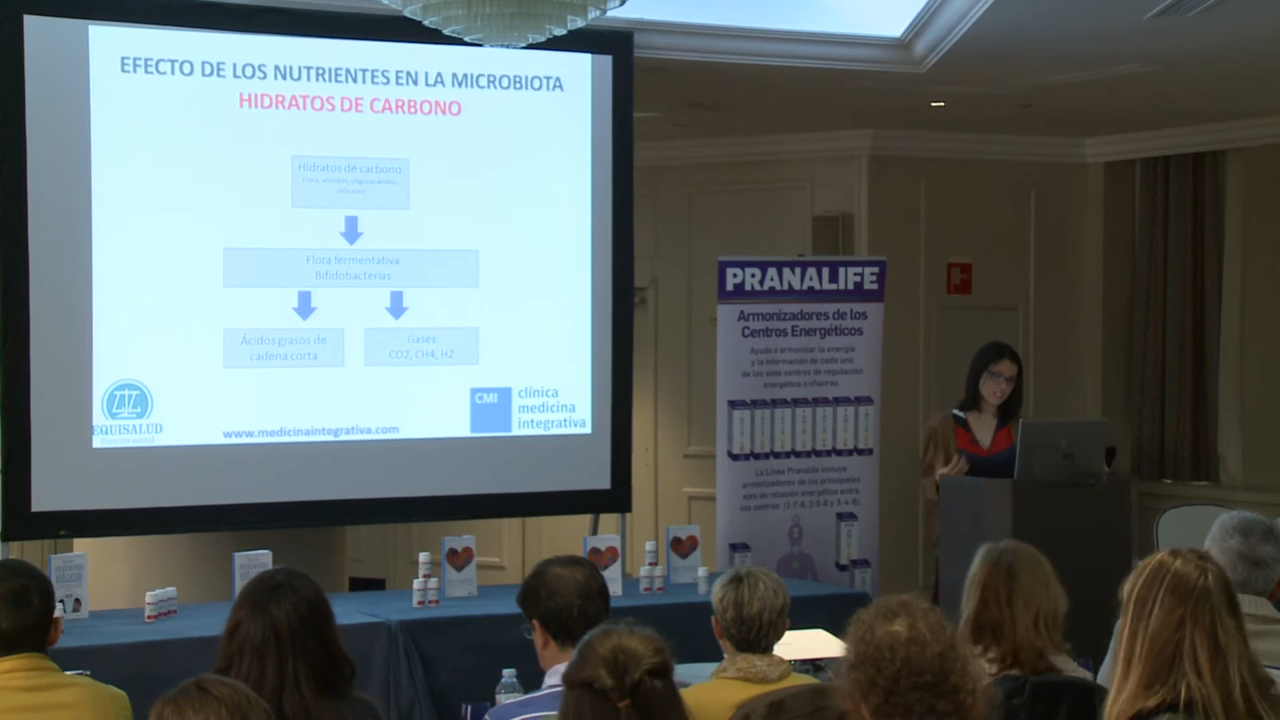 EFECTO DE LOS NUTRIENTES EN LA MICROBIOTA
HIDRATOS DE CARBONO
Hidratos de carbono
Flora fermentativa
Bifidobacterias
Ácidos grasos de
cadena corta
Gases
CO2, CH4, H2
EQUISALUD
www.medicinaintegrativa.com
CMI
clínica
medicina
integrativa
PRANALIFE
Armonizadores de los
Centros Energéticos
Ayuda a armonizar la energía
y la información de cada uno
de los siete centros de regulación
energética o chacras.
La Línea Pranalife incluye
armonizadores de los principales
ejes de relación energética entre
los centros